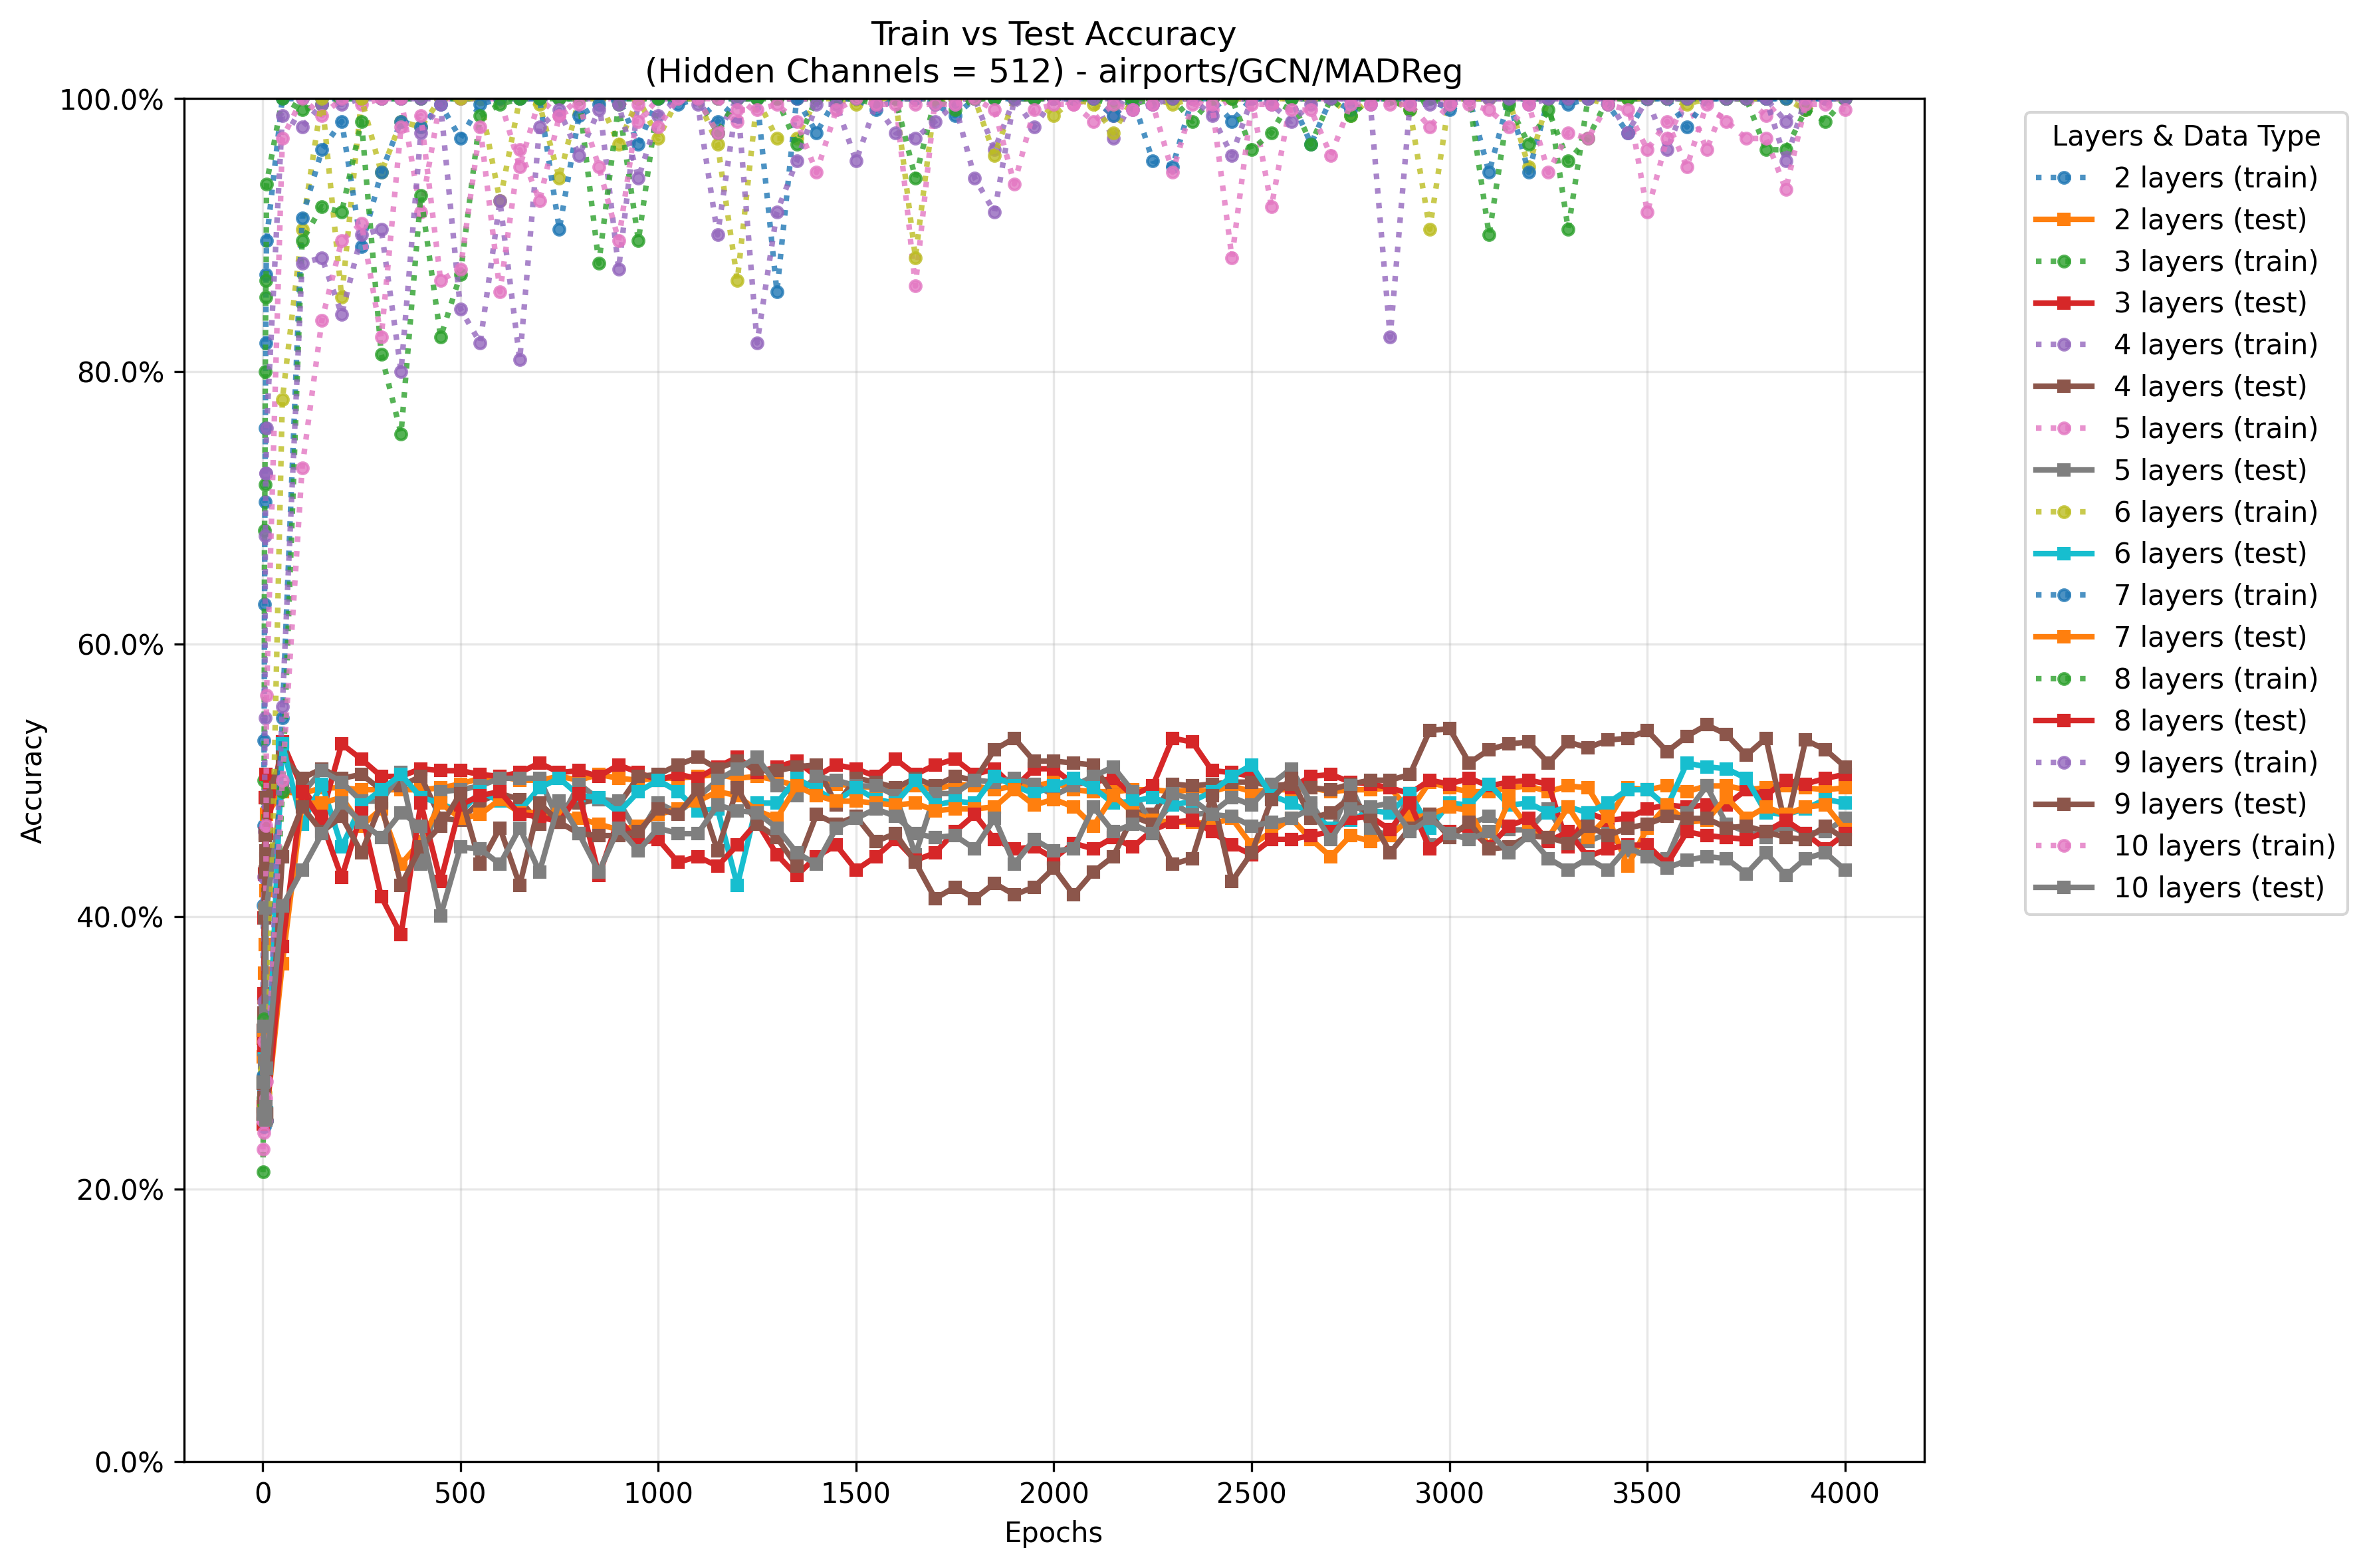 Train vs Test Accuracy
(Hidden Channels = 512) - airports/GCN/MADReg
100.0%
80.0%
60.0%
40.0%
20.0%
0.0%
Accuracy
0 500 1000 1500 2000 2500 3000 3500 4000
Epochs
Layers & Data Type
2 layers (train)
2 layers (test)
3 layers (train)
3 layers (test)
4 layers (train)
4 layers (test)
5 layers (train)
5 layers (test)
6 layers (train)
6 layers (test)
7 layers (train)
7 layers (test)
8 layers (train)
8 layers (test)
9 layers (train)
9 layers (test)
10 layers (train)
10 layers (test)